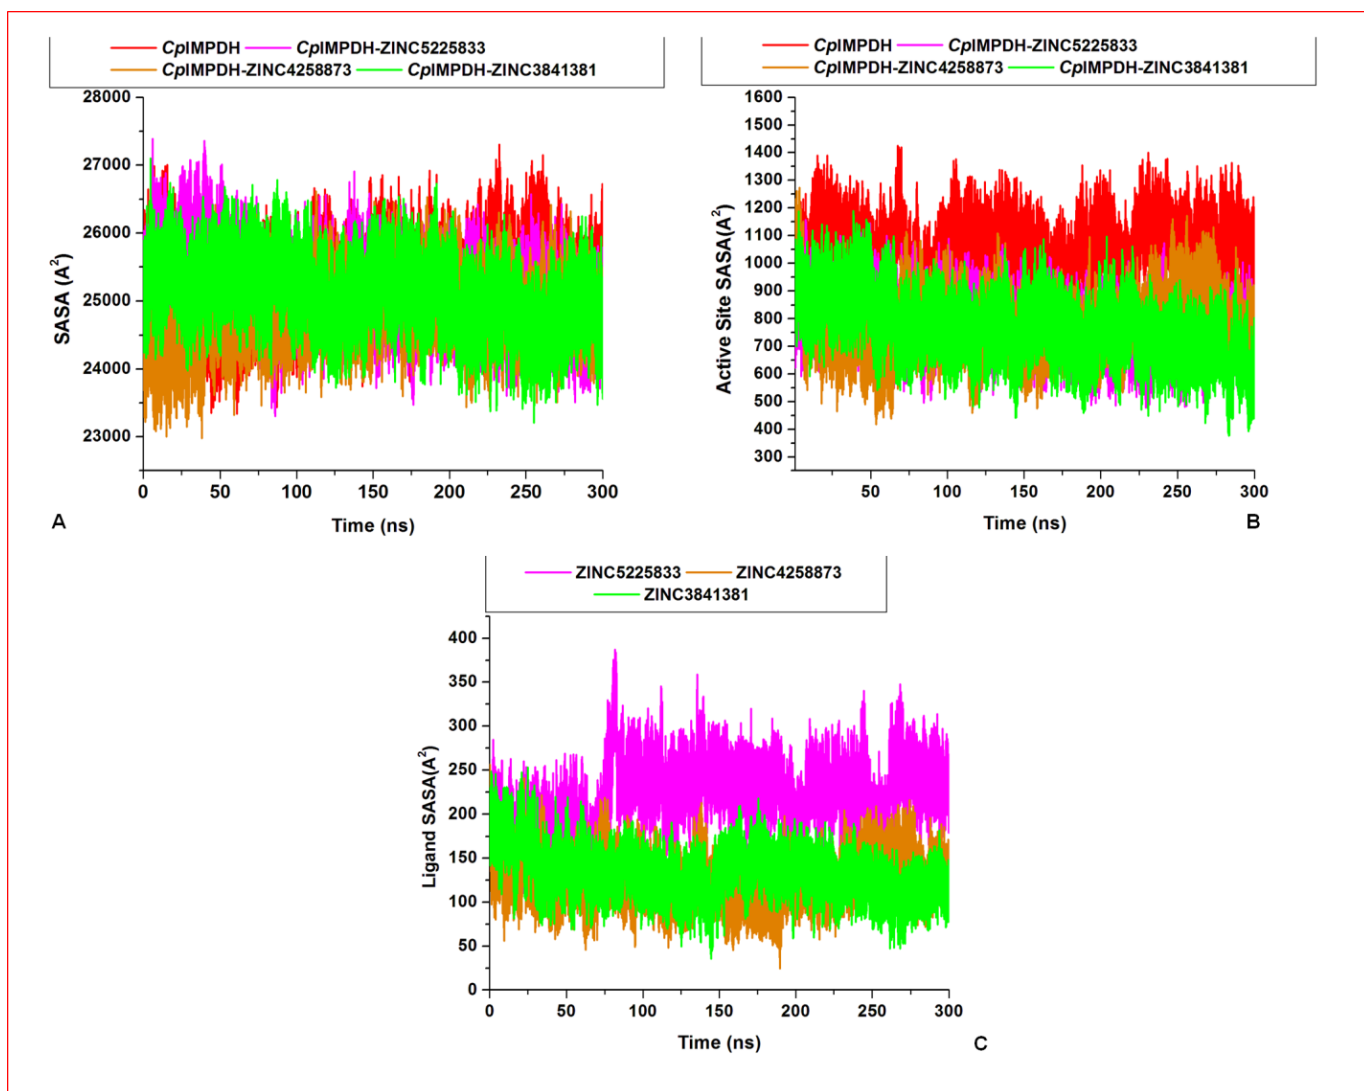 CpIMPDH CpIMPDH-ZINC5225833
CpIMPDH-ZINC4258873 CpIMPDH-ZINC3841381
28000
27000
26000
25000
24000
23000
SASA (A²)
0 50 100 150 200 250 300
Time (ns)
A
CpIMPDH CpIMPDH-ZINC5225833
CpIMPDH-ZINC4258873 CpIMPDH-ZINC3841381
1600
1500
1400
1300
1200
1100
1000
900
800
700
600
500
400
300
Active Site SASA(A²)
50 100 150 200 250 300
Time (ns)
B
ZINC5225833 ZINC4258873
ZINC3841381
400
350
300
250
200
150
100
50
0
Ligand SASA(A²)
0 50 100 150 200 250 300
Time (ns)
C